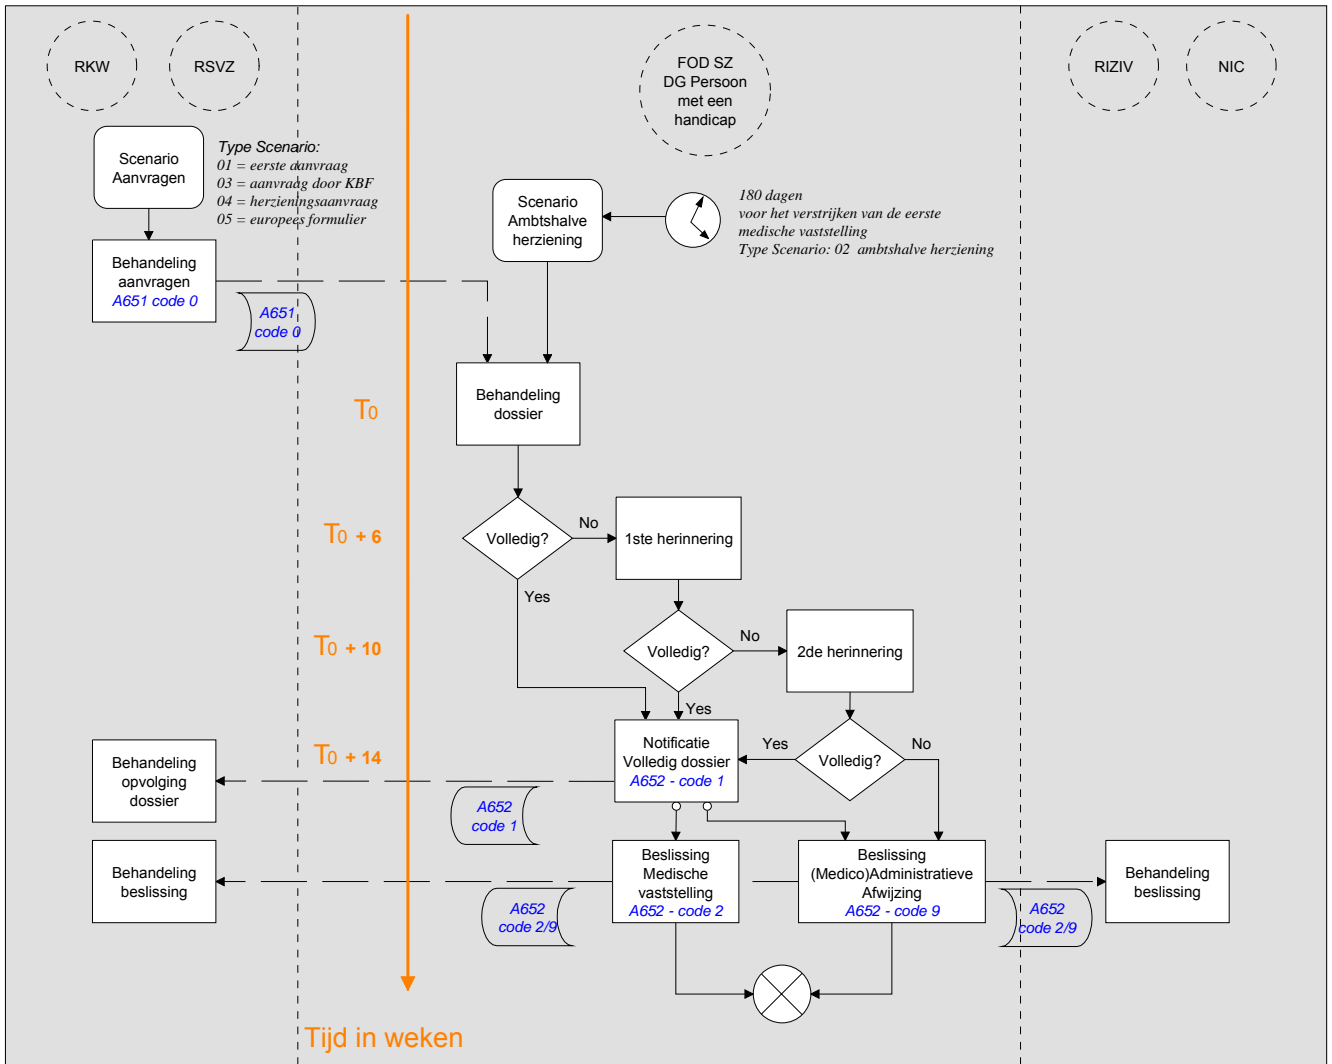 RKW
RSVZ
FOD SZ
DG Persoon
met een
handicap
RIZIV
NIC
Scenario
Aanvragen
Type Scenario:
01 = eerste aanvraag
03 = aanvraag door KBF
04 = herzieningsaanvraag
05 = europees formulier
Scenario
Ambtshalve
herziening
180 dagen
voor het verstrijken van de eerste
medische vaststelling
Type Scenario: 02 ambtshalve herziening
Behandeling
aanvragen
A651 code 0
A651
code 0
T0
Behandeling
dossier
T0 + 6
Volledig?
No
1ste herinnering
Yes
T0 + 10
Volledig?
No
2de herinnering
Yes
T0 + 14
Notificatie
Volledig dossier
A652 - code 1
Yes
Volledig?
No
Behandeling
opvolging
dossier
A652
code 1
Behandeling
beslissing
A652
code 2/9
Beslissing
Medische
vaststelling
A652 - code 2
Beslissing
(Medico)Administratieve
Afwijzing
A652 - code 9
A652
code 2/9
Behandeling
beslissing
Tijd in weken